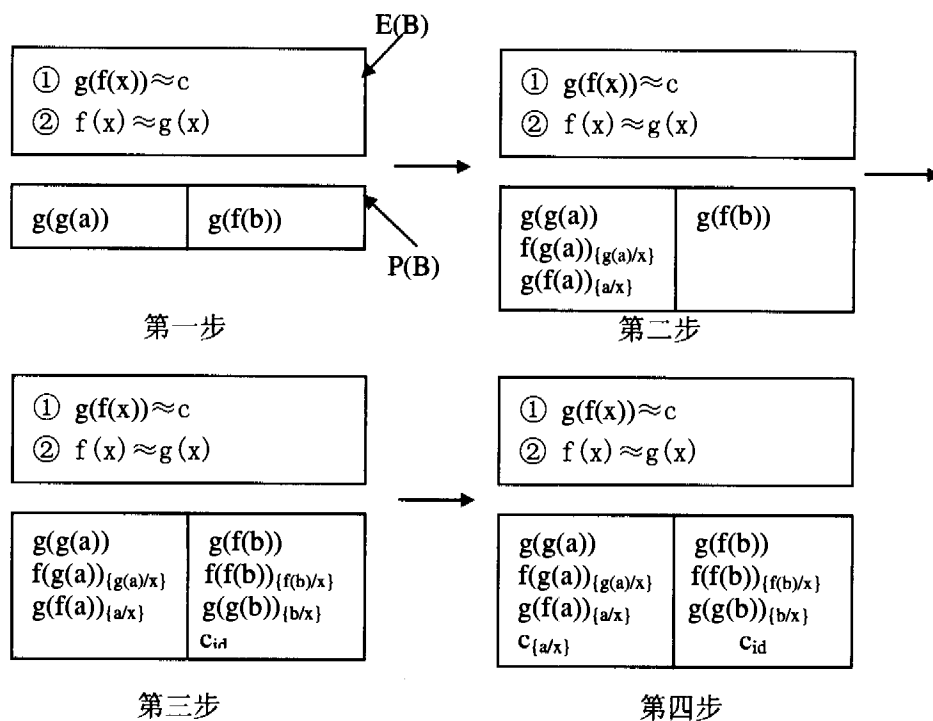 E(B)
① g(f(x))≈c
② f(x)≈g(x)
g(g(a)) g(f(b))
P(B)
第一步
① g(f(x))≈c
② f(x)≈g(x)
g(g(a)) g(f(b))
f(g(a)){g(a)/x}
g(f(a)){a/x}
第二步
① g(f(x))≈c
② f(x)≈g(x)
g(g(a)) g(f(b))
f(g(a)){g(a)/x} f(f(b)){f(b)/x}
g(f(a)){a/x} g(g(b)){b/x}
cid
第三步
① g(f(x))≈c
② f(x)≈g(x)
g(g(a)) g(f(b))
f(g(a)){g(a)/x} f(f(b)){f(b)/x}
g(f(a)){a/x} g(g(b)){b/x}
c{a/x} cid
第四步